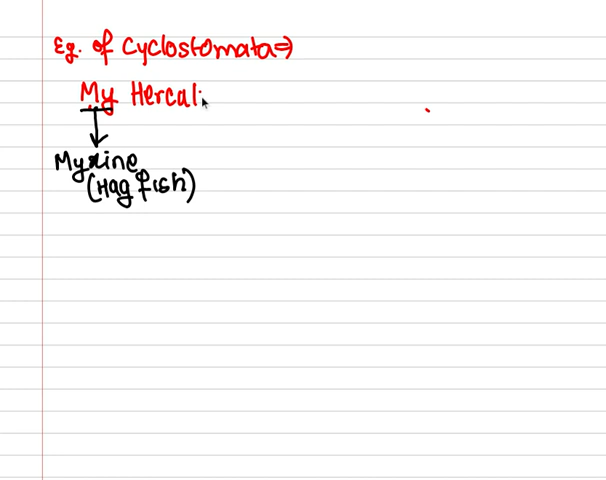 Eg. of Cyclostomata ⇒
My Hercal
Myxine
(Hag fish)